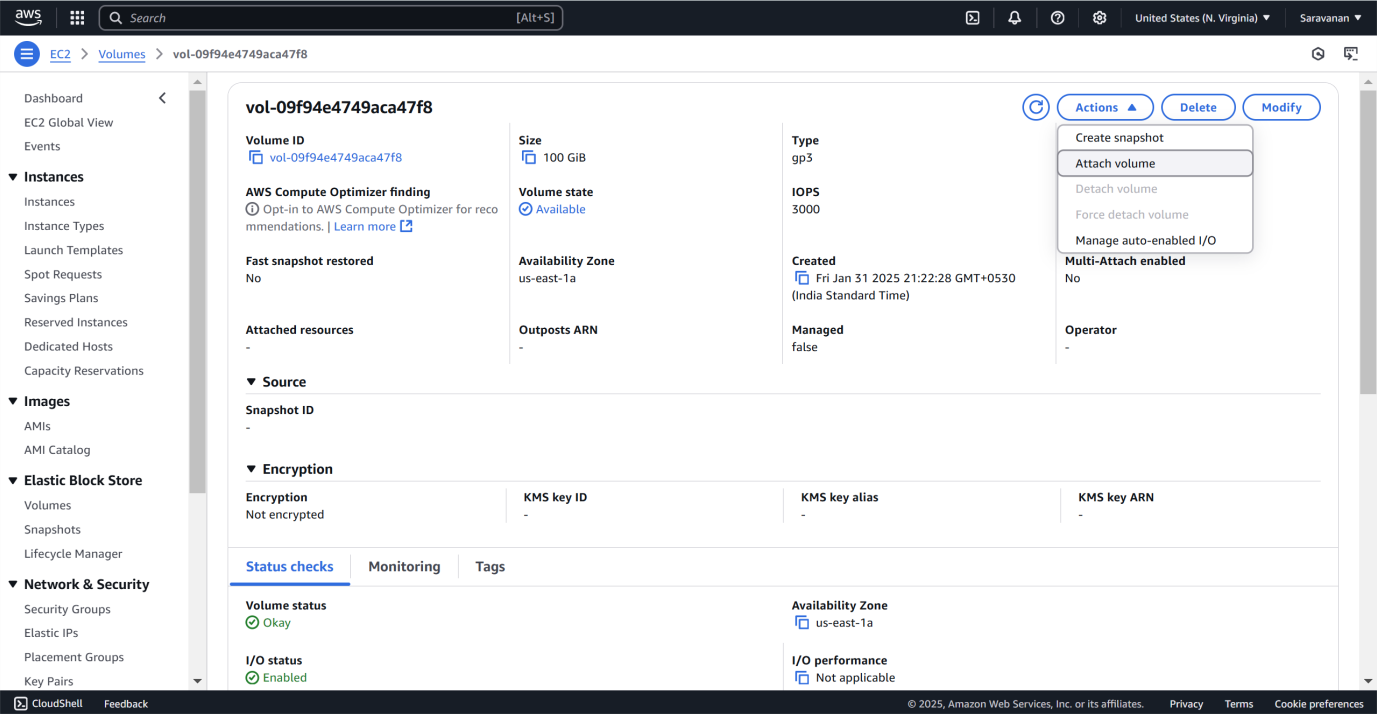 aws
Search [Alt+S]
United States (N. Virginia)
Saravanan
EC2
Volumes
vol-09f94e4749aca47f8
Dashboard
EC2 Global View
Events
Instances
Instances
Instance Types
Launch Templates
Spot Requests
Savings Plans
Reserved Instances
Dedicated Hosts
Capacity Reservations
Images
AMIs
AMI Catalog
Elastic Block Store
Volumes
Snapshots
Lifecycle Manager
Network & Security
Security Groups
Elastic IPs
Placement Groups
Key Pairs
vol-09f94e4749aca47f8
Actions
Delete
Modify
Create snapshot
Attach volume
Detach volume
Force detach volume
Manage auto-enabled I/O
Volume ID
vol-09f94e4749aca47f8
Size
100 GiB
Type
gp3
AWS Compute Optimizer finding
Opt-in to AWS Compute Optimizer for reco
mmendations. | Learn more
Volume state
Available
IOPS
3000
Fast snapshot restored
No
Availability Zone
us-east-1a
Created
Fri Jan 31 2025 21:22:28 GMT+0530
(India Standard Time)
Multi-Attach enabled
No
Attached resources
-
Outposts ARN
-
Managed
false
Operator
-
Source
Snapshot ID
-
Encryption
Encryption
Not encrypted
KMS key ID
-
KMS key alias
-
KMS key ARN
-
Status checks
Monitoring
Tags
Volume status
Okay
Availability Zone
us-east-1a
I/O status
Enabled
I/O performance
Not applicable
CloudShell
Feedback
© 2025, Amazon Web Services, Inc. or its affiliates.
Privacy
Terms
Cookie preferences